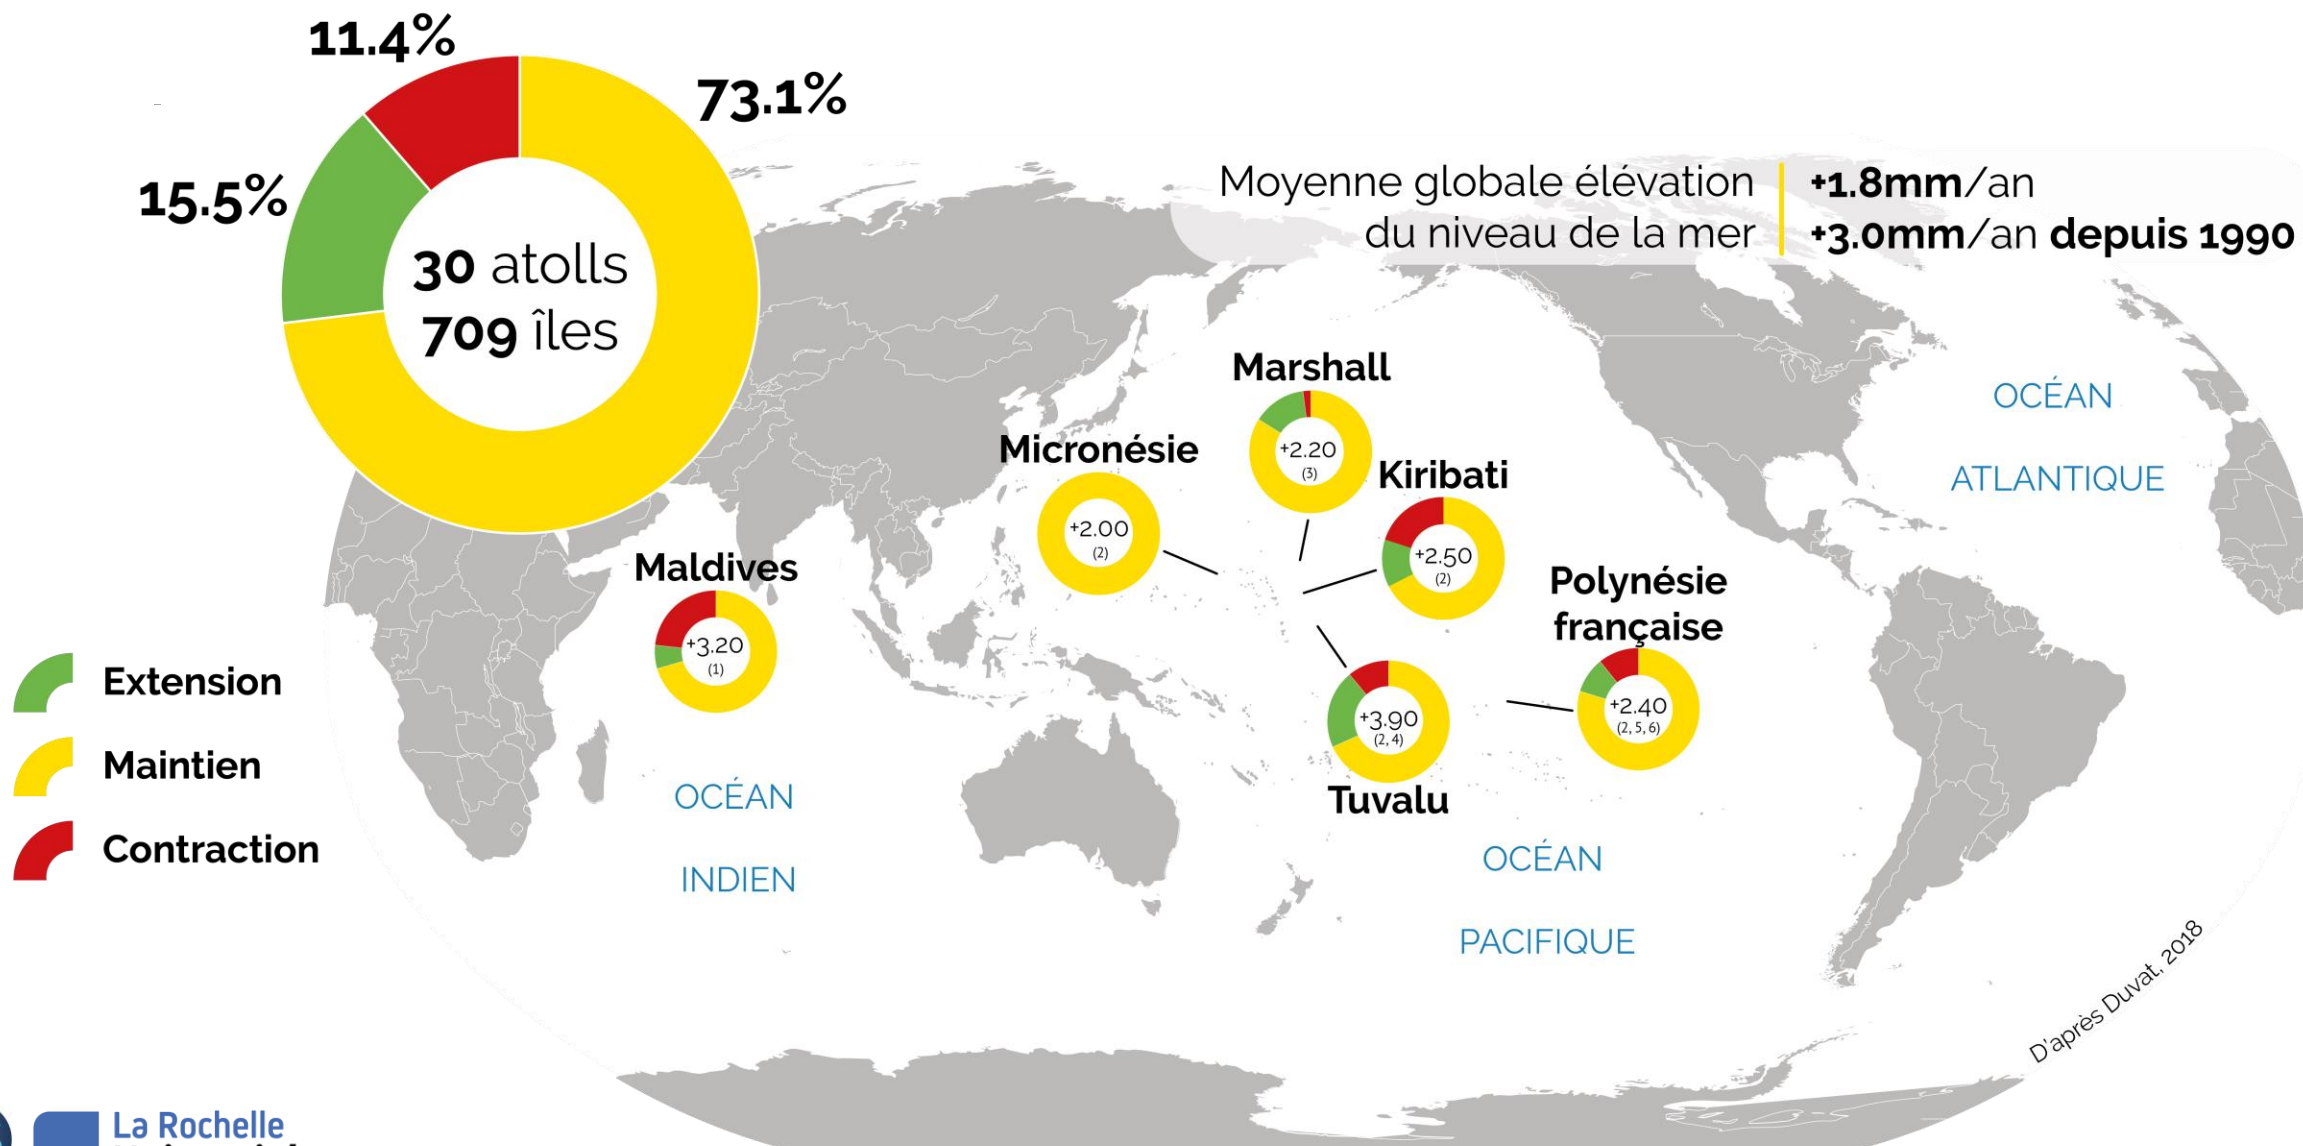 11.4%
73.1%
15.5%
30 atolls
709 îles
Moyenne globale élévation
du niveau de la mer
+1.8mm/an
+3.0mm/an depuis 1990
Marshall
+2.20
(3)
Micronésie
+2.00
(2)
Kiribati
+2.50
(2)
Maldives
+3.20
(1)
Polynésie
française
+2.40
(2, 5, 6)
+3.90
(2, 4)
Tuvalu
OCÉAN
ATLANTIQUE
Extension
Maintien
Contraction
OCÉAN
INDIEN
OCÉAN
PACIFIQUE
D'après Duvat, 2018
La Rochelle